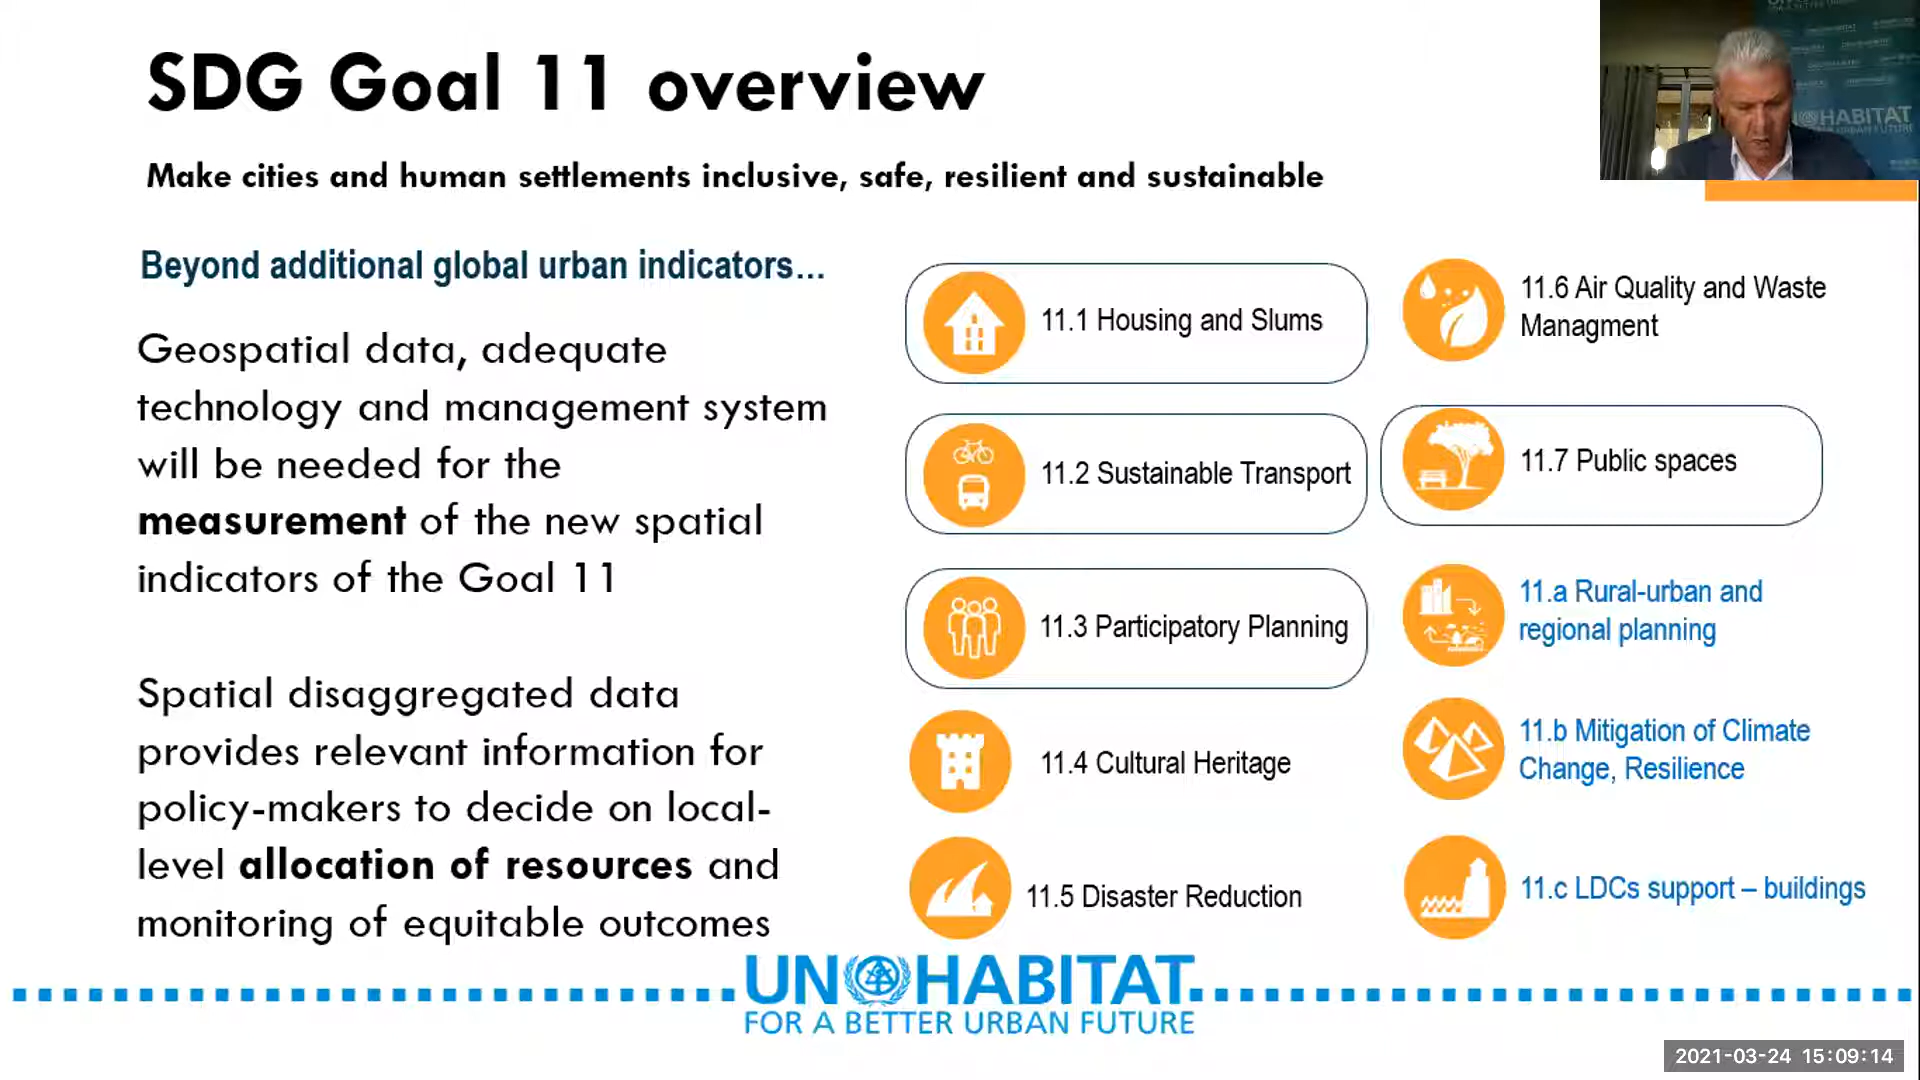 SDG Goal 11 overview
Make cities and human settlements inclusive, safe, resilient and sustainable
Beyond additional global urban indicators...
Geospatial data, adequate
technology and management system
will be needed for the
measurement of the new spatial
indicators of the Goal 11
Spatial disaggregated data
provides relevant information for
policy-makers to decide on local-
level allocation of resources and
monitoring of equitable outcomes
11.1 Housing and Slums
11.2 Sustainable Transport
11.3 Participatory Planning
11.4 Cultural Heritage
11.5 Disaster Reduction
11.6 Air Quality and Waste
Managment
11.7 Public spaces
11.a Rural-urban and
regional planning
11.b Mitigation of Climate
Change, Resilience
11.c LDCs support – buildings
UN HABITAT
FOR A BETTER URBAN FUTURE
HABITAT
URBAN FUTURE
2021-03-24 15:09:14